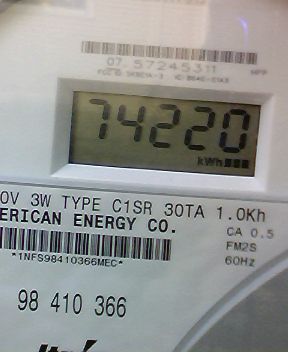 07.57245311
74220
kWh
0V 3W TYPE C1SR 30TA 1.0Kh
ERICAN ENERGY CO.
CA 0.5
FM2S
*1NFS98410366MEC*
60Hz
98 410 366